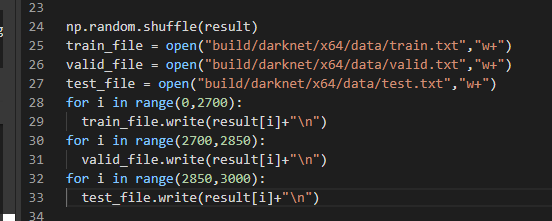 23
24 np.random.shuffle(result)
25 train_file = open("build/darknet/x64/data/train.txt","w+")
26 valid_file = open("build/darknet/x64/data/valid.txt","w+")
27 test_file = open("build/darknet/x64/data/test.txt","w+")
28 for i in range(0,2700):
29   train_file.write(result[i]+"\n")
30 for i in range(2700,2850):
31   valid_file.write(result[i]+"\n")
32 for i in range(2850,3000):
33   test_file.write(result[i]+"\n")
34